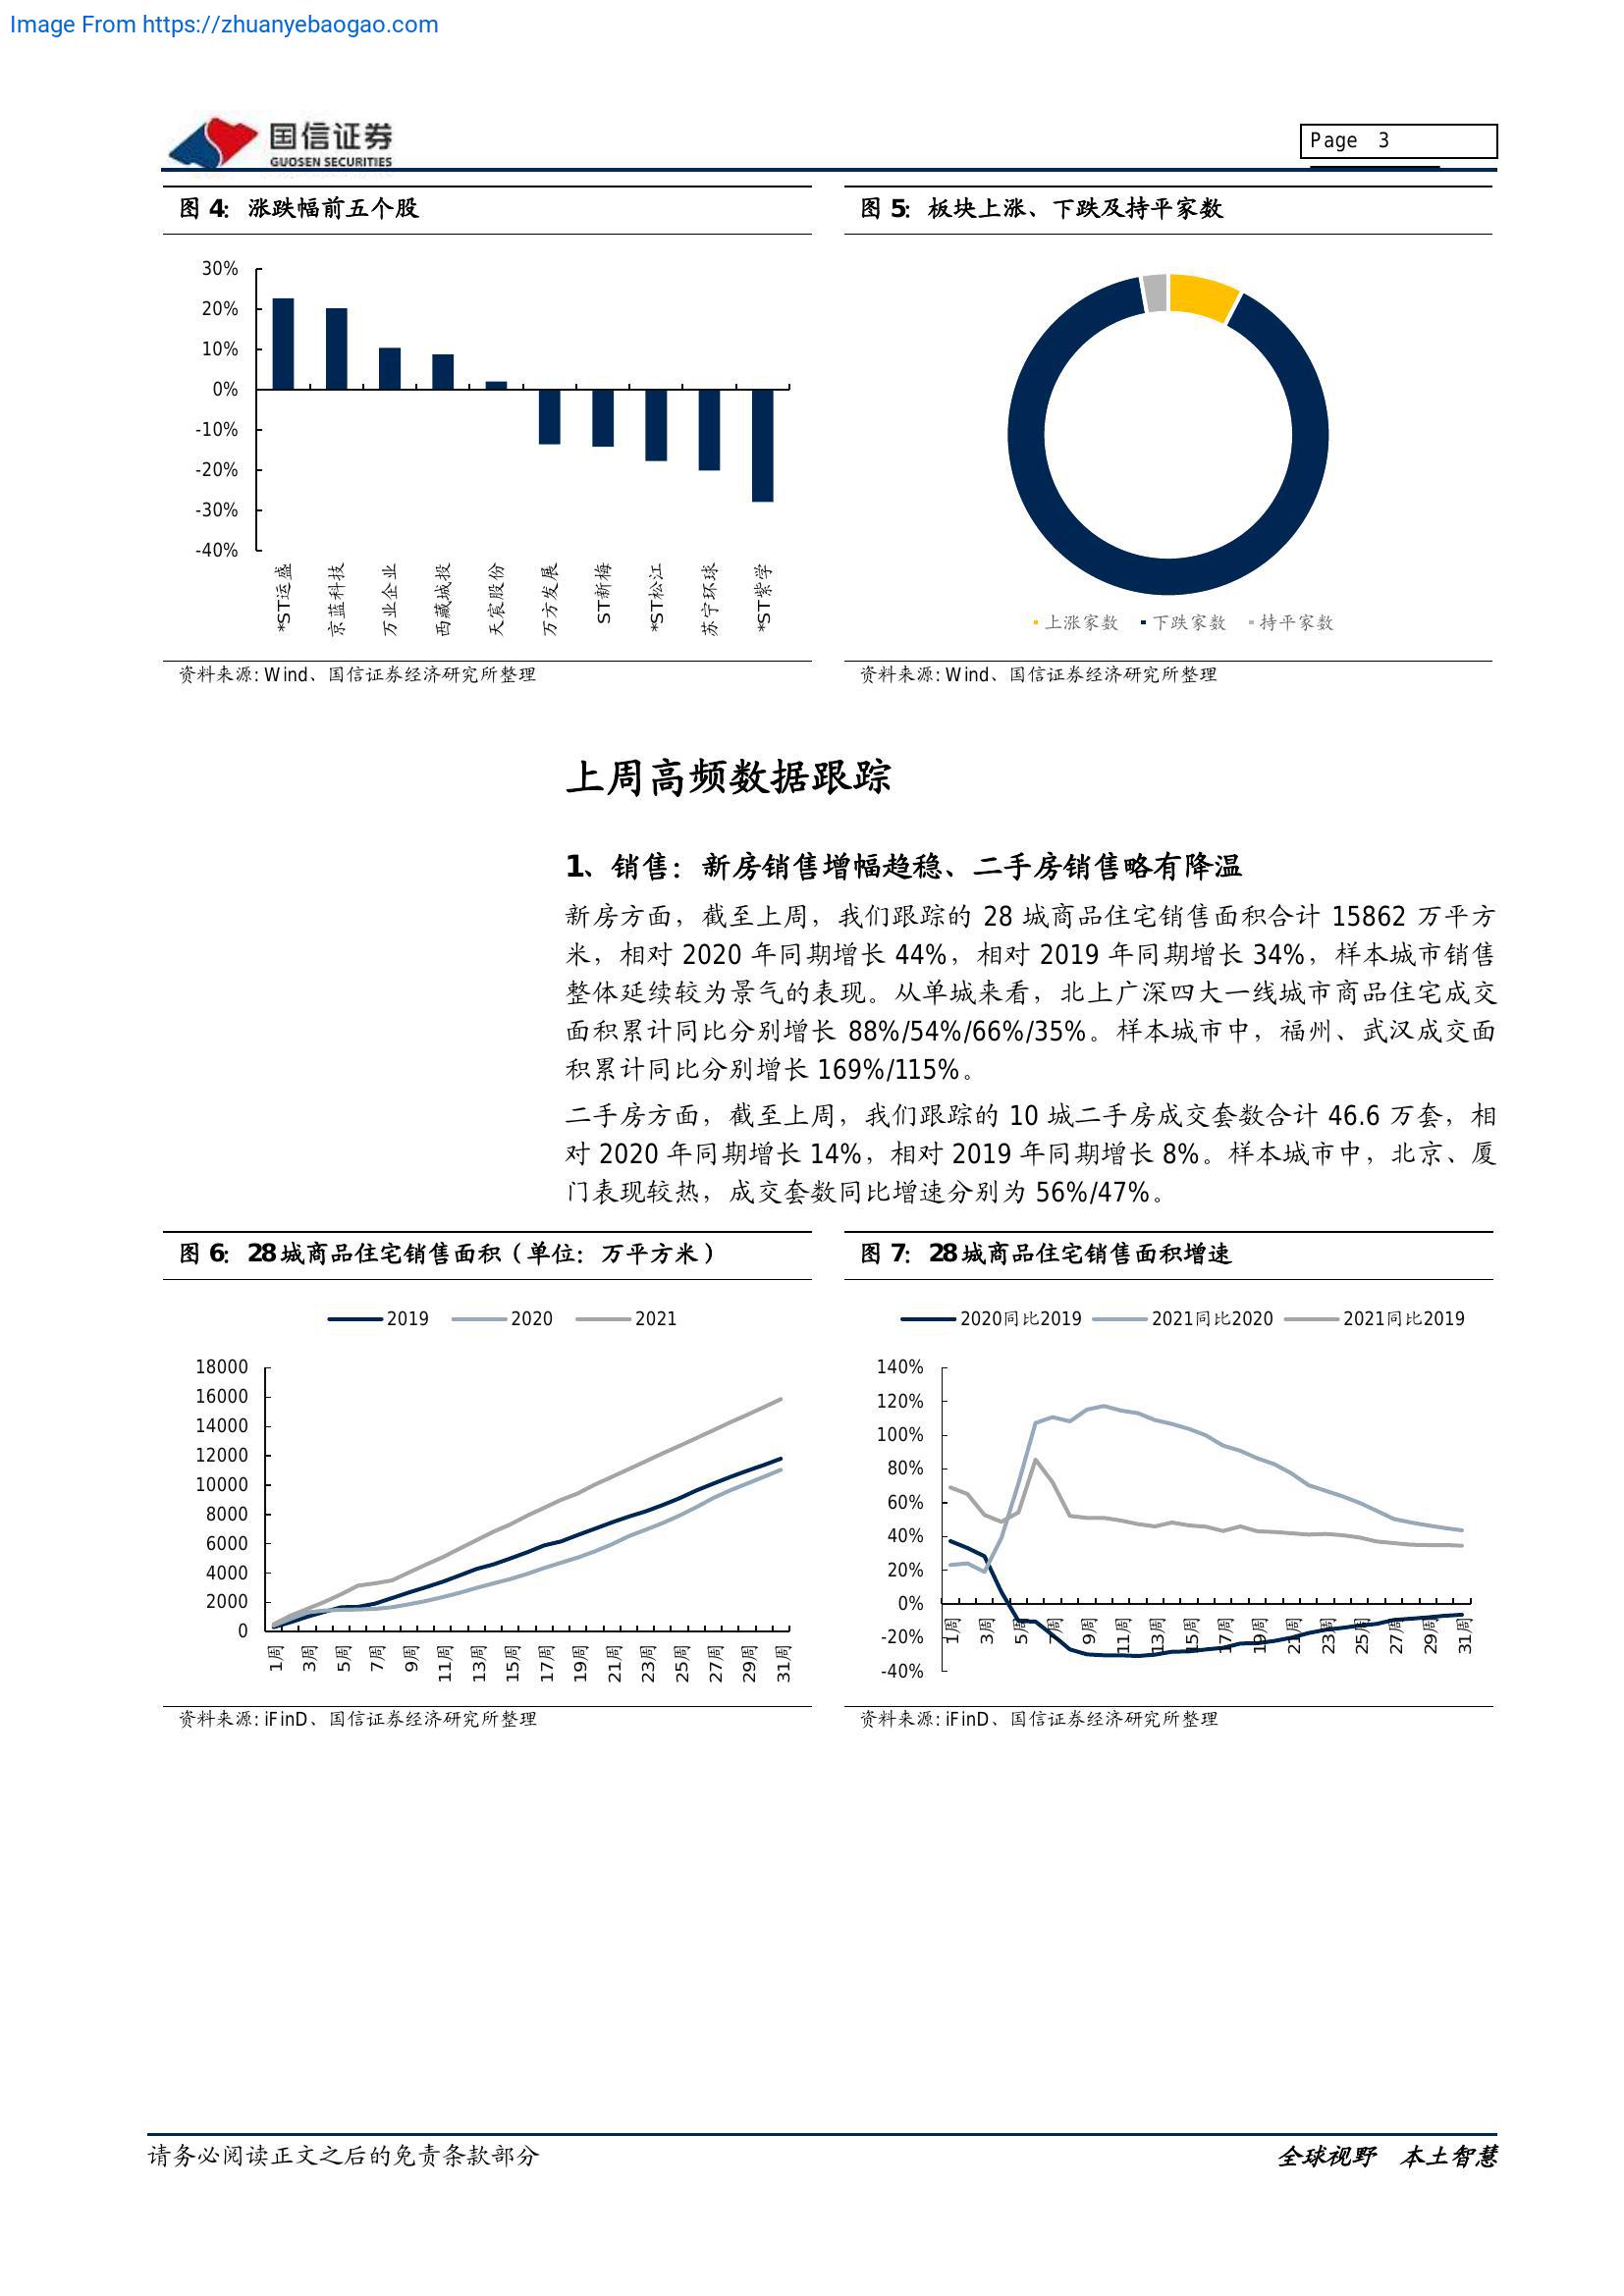 Image From https://zhuanyebaogao.com
国信证券
GUOSEN SECURITIES
Page 3
图 4：涨跌幅前五个股
30%
20%
10%
0%
-10%
-20%
-30%
-40%
*ST运盛
京蓝科技
万业企业
西藏城投
天宸股份
万方发展
ST新梅
*ST松江
苏宁环球
*ST紫学
资料来源: Wind、国信证券经济研究所整理
图 5：板块上涨、下跌及持平家数
上涨家数 下跌家数 持平家数
资料来源: Wind、国信证券经济研究所整理
上周高频数据跟踪
1、销售：新房销售增幅趋稳、二手房销售略有降温
新房方面，截至上周，我们跟踪的 28 城商品住宅销售面积合计 15862 万平方
米，相对 2020 年同期增长 44%，相对 2019 年同期增长 34%，样本城市销售
整体延续较为景气的表现。从单城来看，北上广深四大一线城市商品住宅成交
面积累计同比分别增长 88%/54%/66%/35%。样本城市中，福州、武汉成交面
积累计同比分别增长 169%/115%。
二手房方面，截至上周，我们跟踪的 10 城二手房成交套数合计 46.6 万套，相
对 2020 年同期增长 14%，相对 2019 年同期增长 8%。样本城市中，北京、厦
门表现较热，成交套数同比增速分别为 56%/47%。
图 6：28城商品住宅销售面积（单位：万平方米）
2019 2020 2021
18000
16000
14000
12000
10000
8000
6000
4000
2000
0
1周
3周
5周
7周
9周
11周
13周
15周
17周
19周
21周
23周
25周
27周
29周
31周
资料来源: iFinD、国信证券经济研究所整理
图 7：28城商品住宅销售面积增速
2020同比2019 2021同比2020 2021同比2019
140%
120%
100%
80%
60%
40%
20%
0%
-20%
-40%
1周
3周
5周
7周
9周
11周
13周
15周
17周
19周
21周
23周
25周
27周
29周
31周
资料来源: iFinD、国信证券经济研究所整理
请务必阅读正文之后的免责条款部分
全球视野 本土智慧